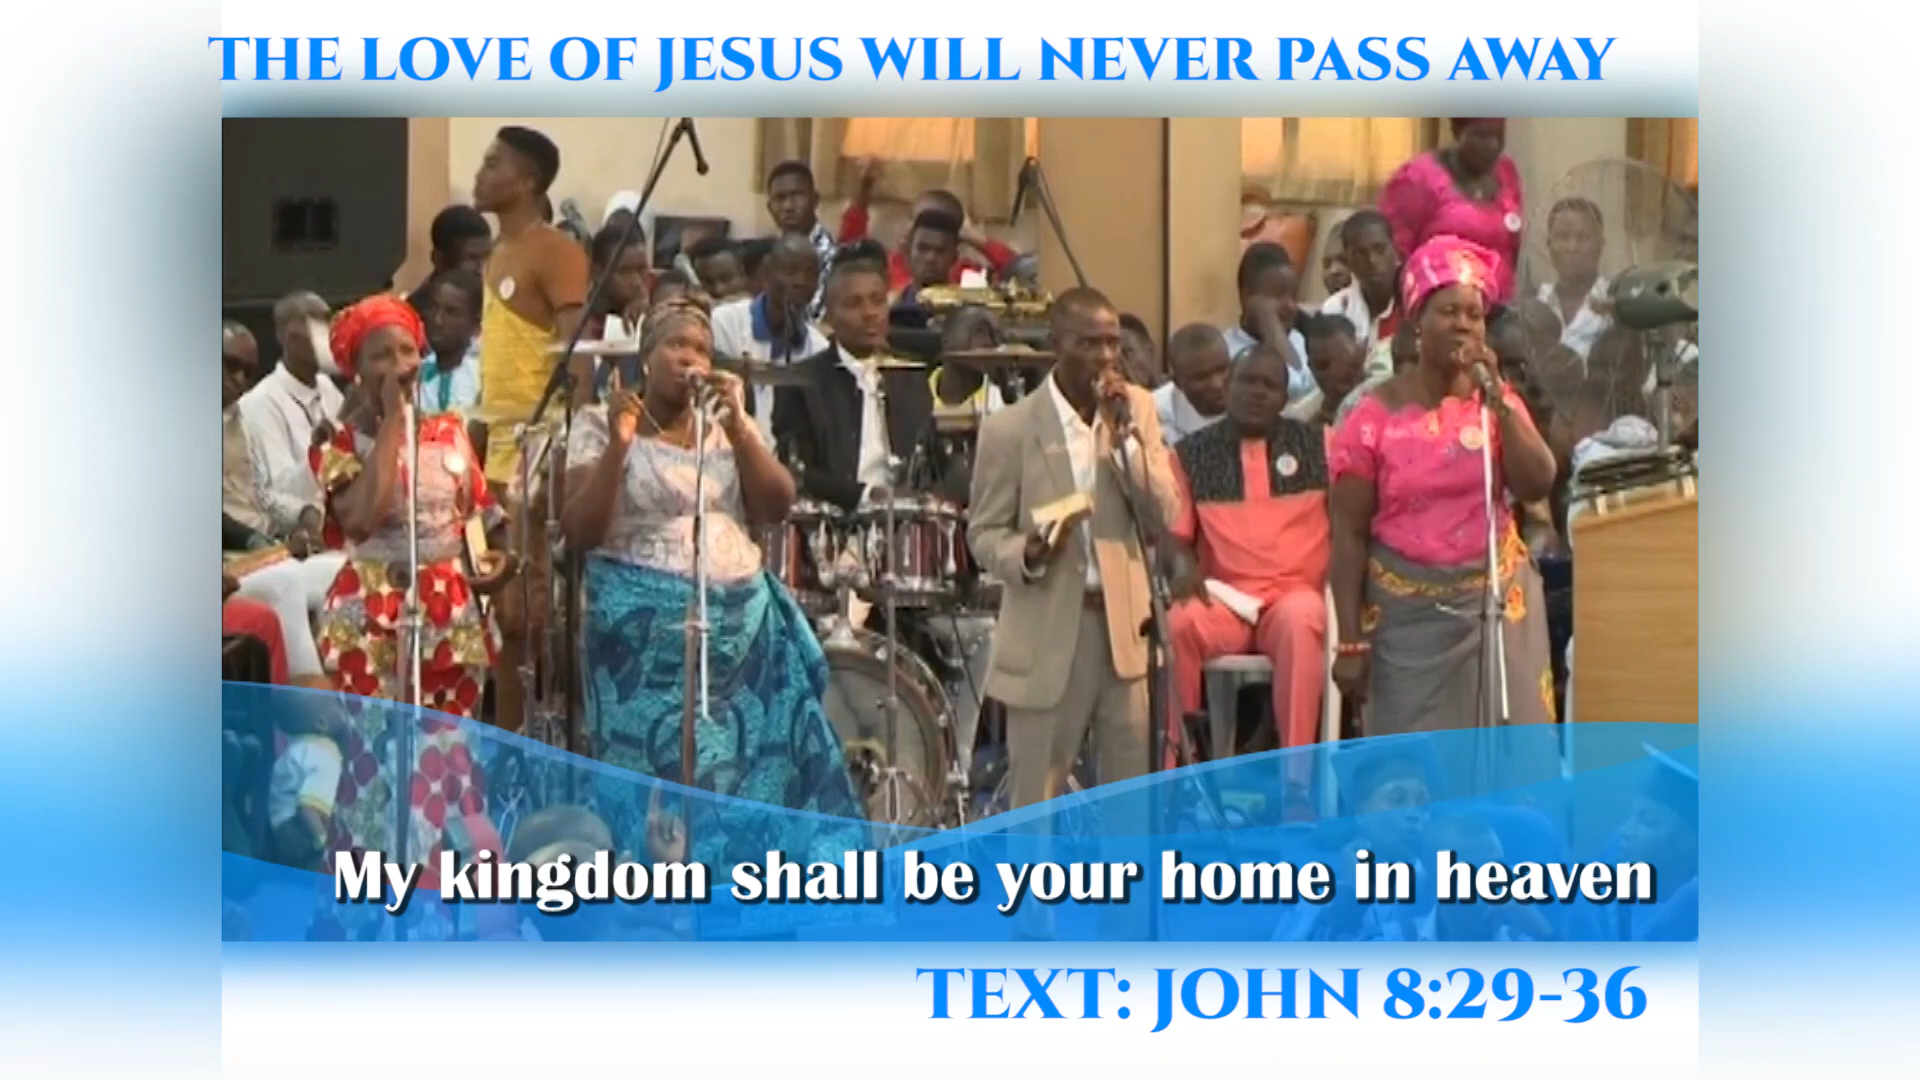 THE LOVE OF JESUS WILL NEVER PASS AWAY
My kingdom shall be your home in heaven
TEXT: JOHN 8:29-36